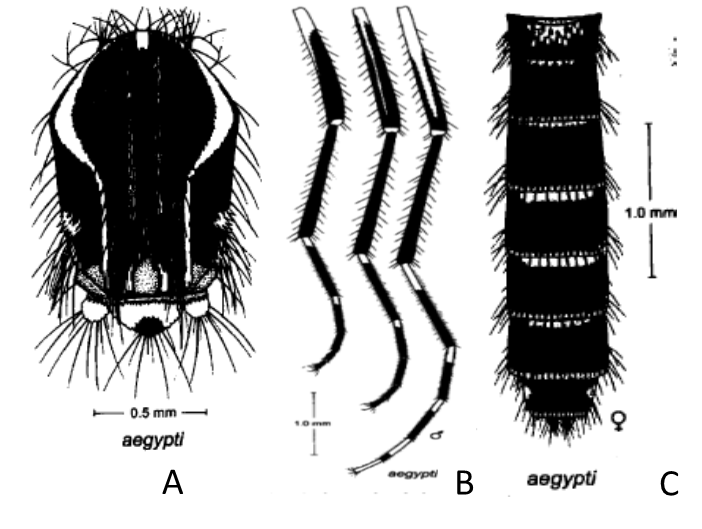 0.5 mm
aegypti
A
1.0 mm
♂
aegypti
B
1.0 mm
♀
aegypti
C